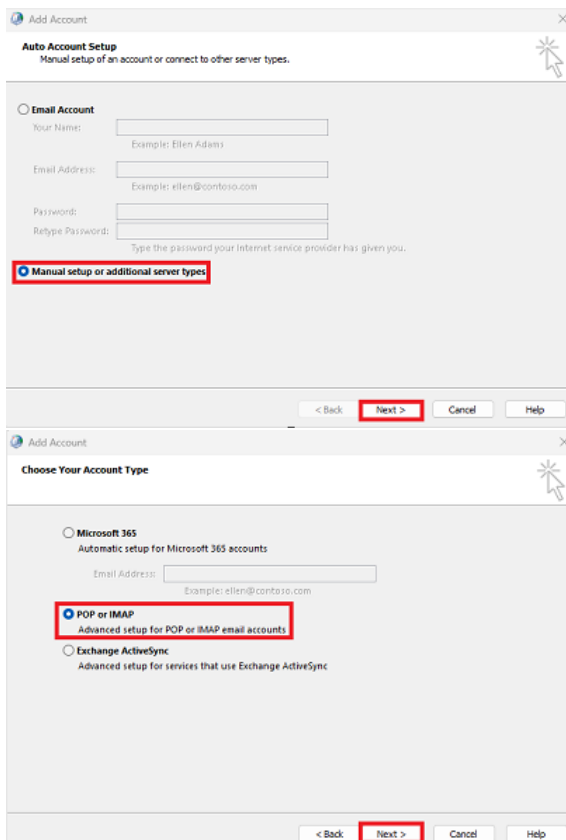 Add Account
Auto Account Setup
Manual setup of an account or connect to other server types.
Email Account
Your Name:
Example: Ellen Adams
Email Address:
Example: ellen@contoso.com
Password:
Retype Password:
Type the password your Internet service provider has given you.
Manual setup or additional server types
< Back Next > Cancel Help
Add Account
Choose Your Account Type
Microsoft 365
Automatic setup for Microsoft 365 accounts
Email Address:
Example: ellen@contoso.com
POP or IMAP
Advanced setup for POP or IMAP email accounts
Exchange ActiveSync
Advanced setup for services that use Exchange ActiveSync
< Back Next > Cancel Help